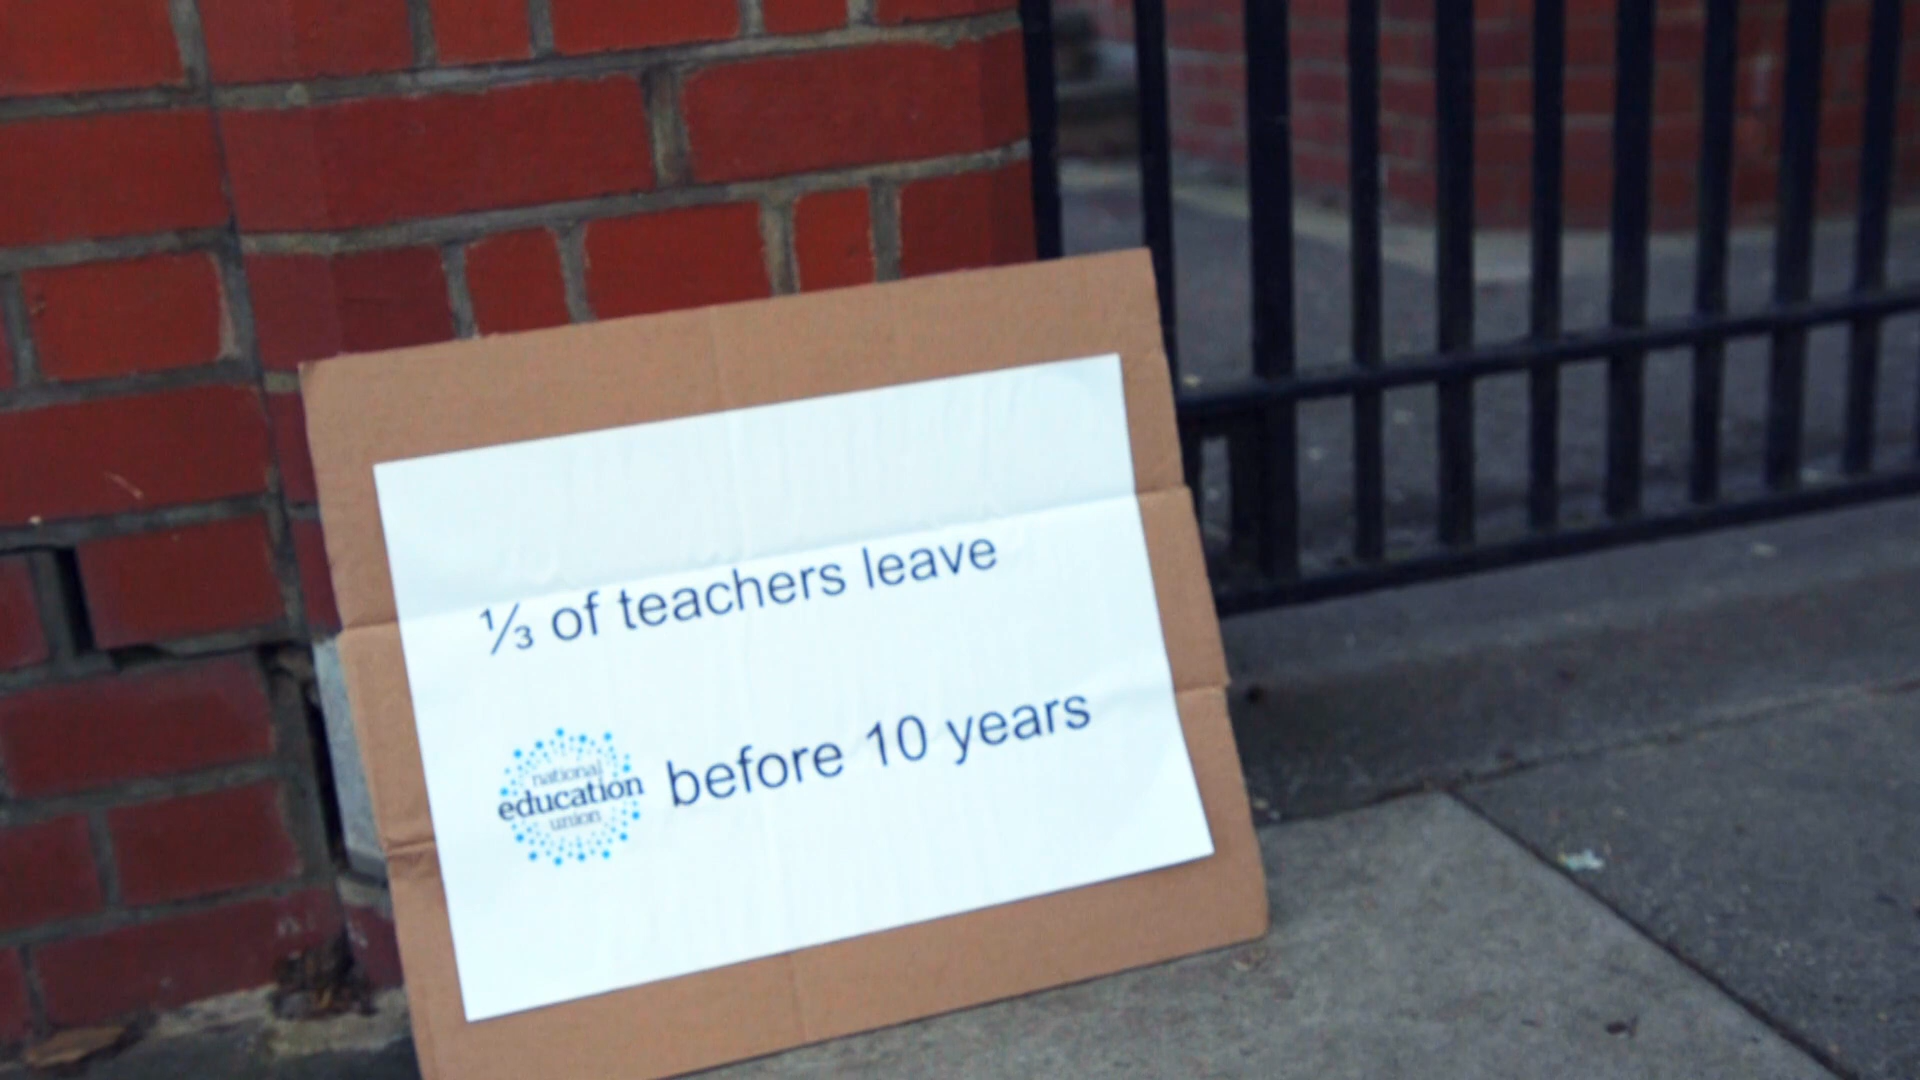 ⅓ of teachers leave
national
education
union
before 10 years